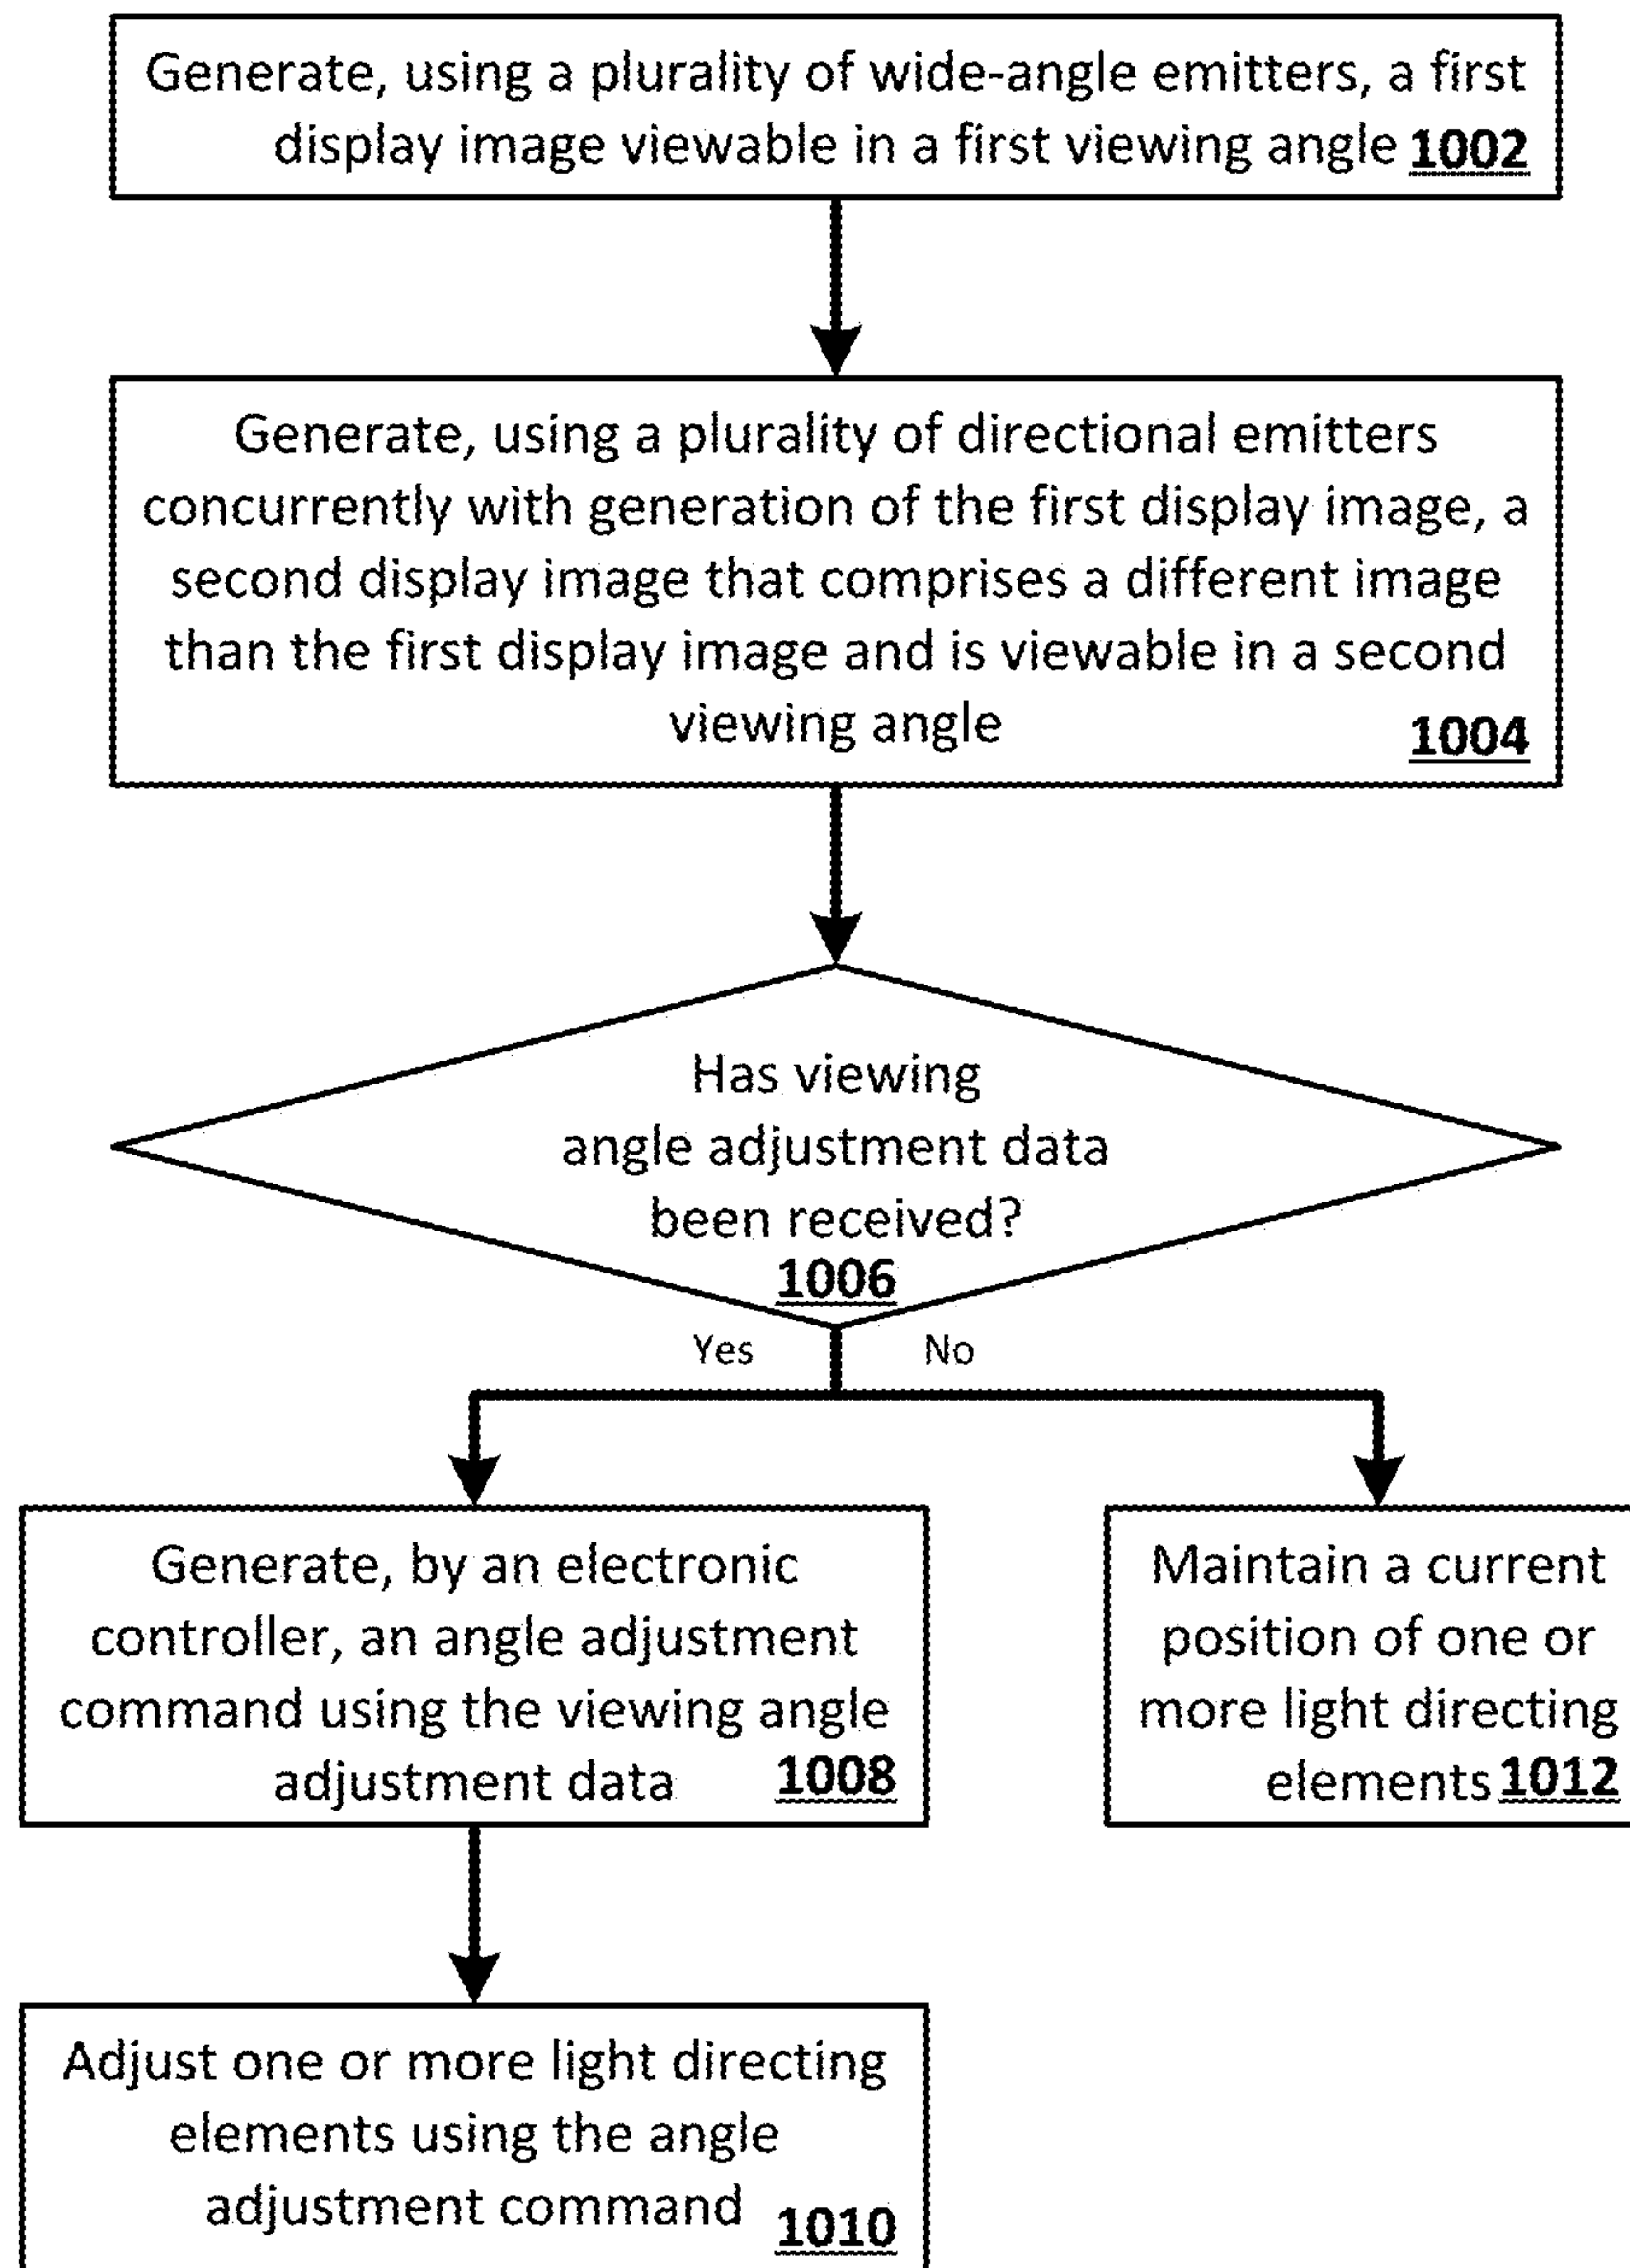 Generate, using a plurality of wide-angle emitters, a first
display image viewable in a first viewing angle 1002
Generate, using a plurality of directional emitters
concurrently with generation of the first display image, a
second display image that comprises a different image
than the first display image and is viewable in a second
viewing angle 1004
Has viewing
angle adjustment data
been received?
1006
Yes No
Generate, by an electronic
controller, an angle adjustment
command using the viewing angle
adjustment data 1008
Maintain a current
position of one or
more light directing
elements 1012
Adjust one or more light directing
elements using the angle
adjustment command 1010